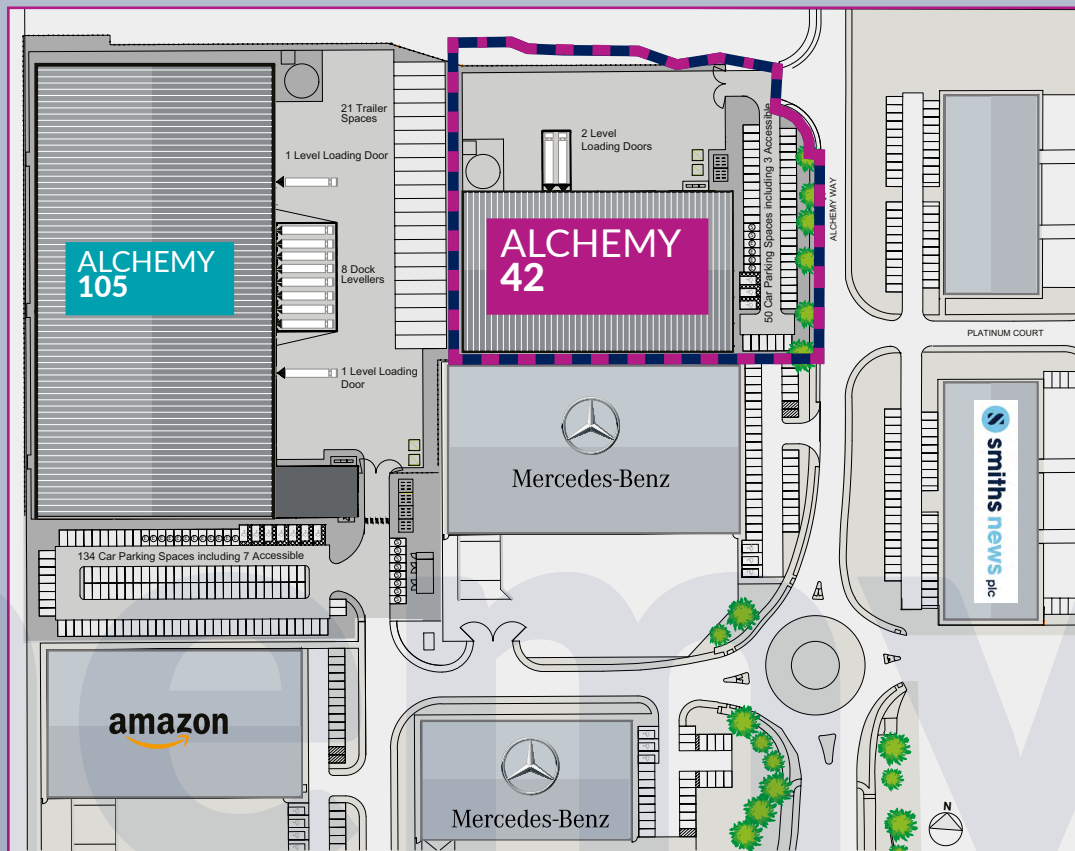 21 Trailer
Spaces
1 Level Loading Door
2 Level
Loading Doors
ALCHEMY
105
8 Dock
Levellers
1 Level Loading
Door
ALCHEMY
42
50 Car Parking Spaces including 3 Accessible
ALCHEMY WAY
PLATINUM COURT
Mercedes-Benz
S
smiths news plc
134 Car Parking Spaces including 7 Accessible
amazon
Mercedes-Benz
N
emy